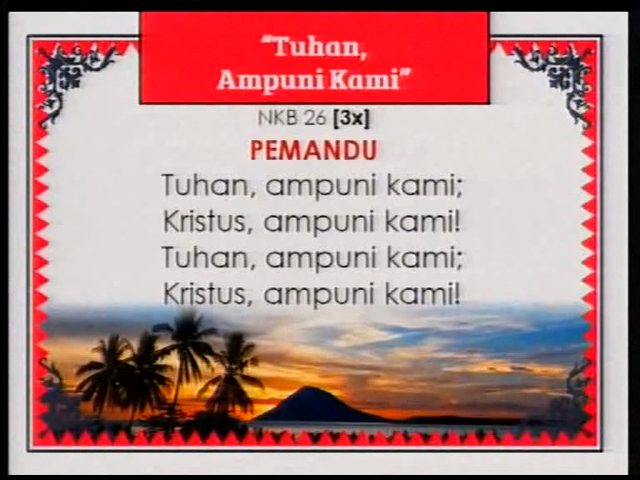 “Tuhan,
Ampuni Kami”
NKB 26 [3x]
PEMANDU
Tuhan, ampuni kami;
Kristus, ampuni kami!
Tuhan, ampuni kami;
Kristus, ampuni kami!